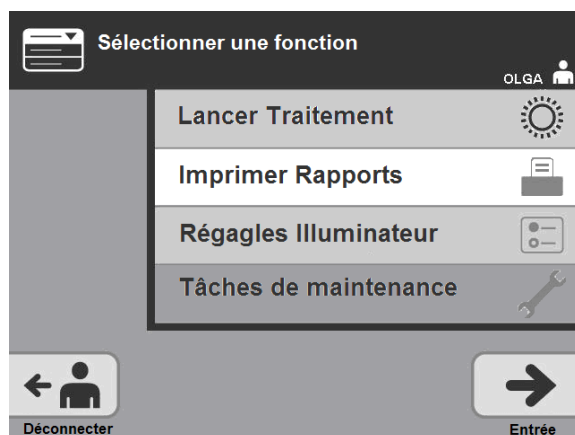 Sélectionner une fonction
OLGA
Lancer Traitement
Imprimer Rapports
Régagles Illuminateur
Tâches de maintenance
Déconnecter
Entrée